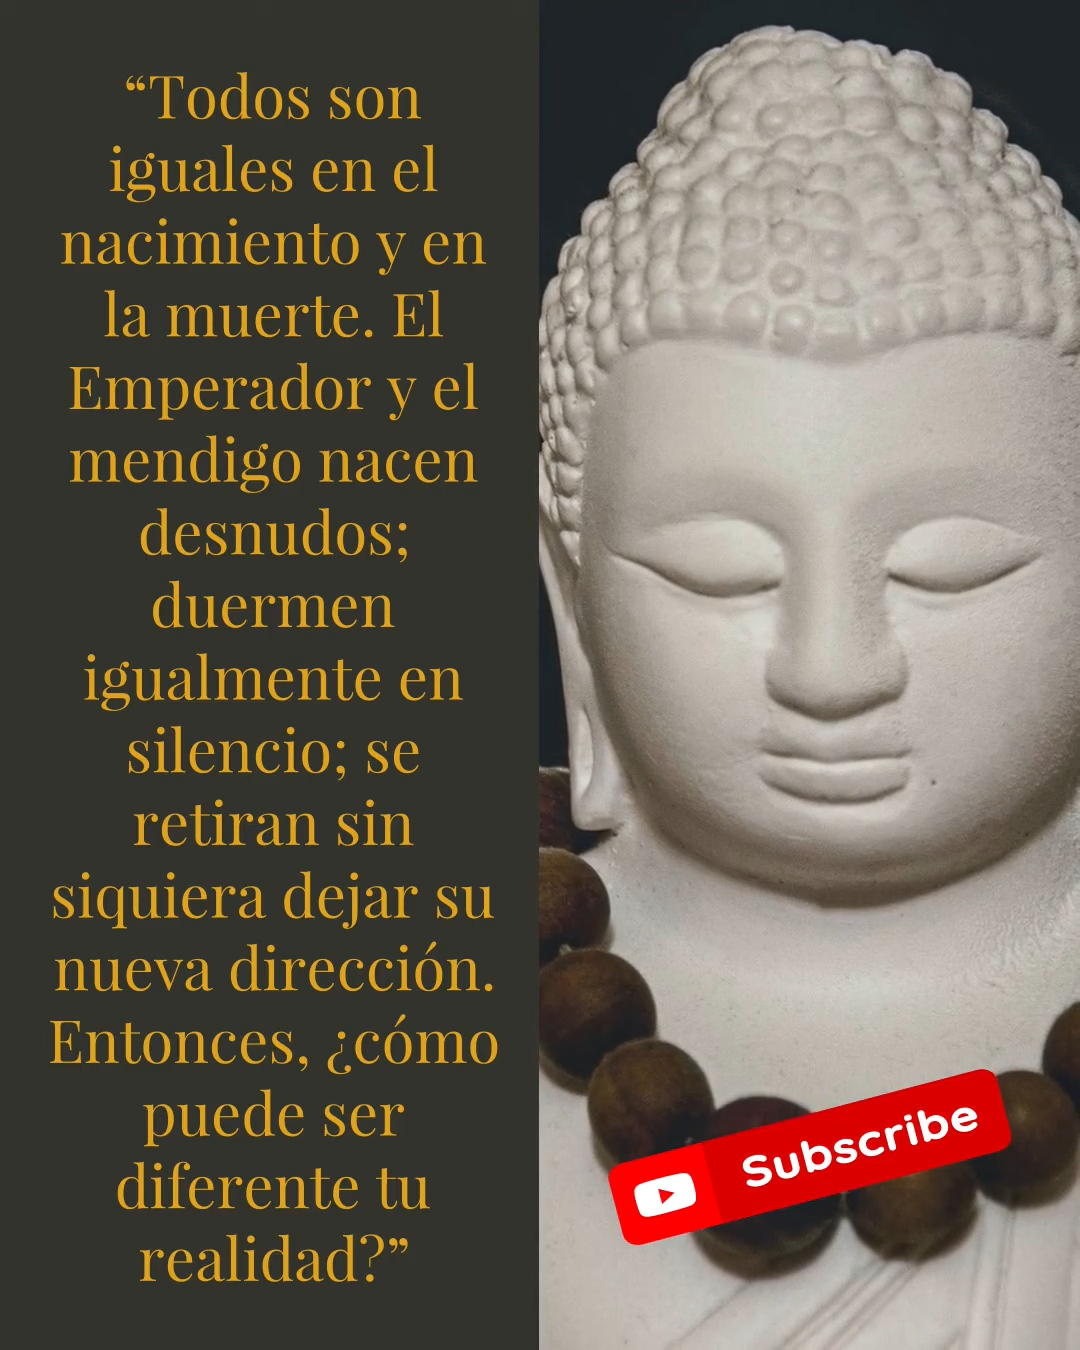 “Todos son
iguales en el
nacimiento y en
la muerte. El
Emperador y el
mendigo nacen
desnudos;
duermen
igualmente en
silencio; se
retiran sin
siquiera dejar su
nueva dirección.
Entonces, ¿cómo
puede ser
diferente tu
realidad?”
Subscribe